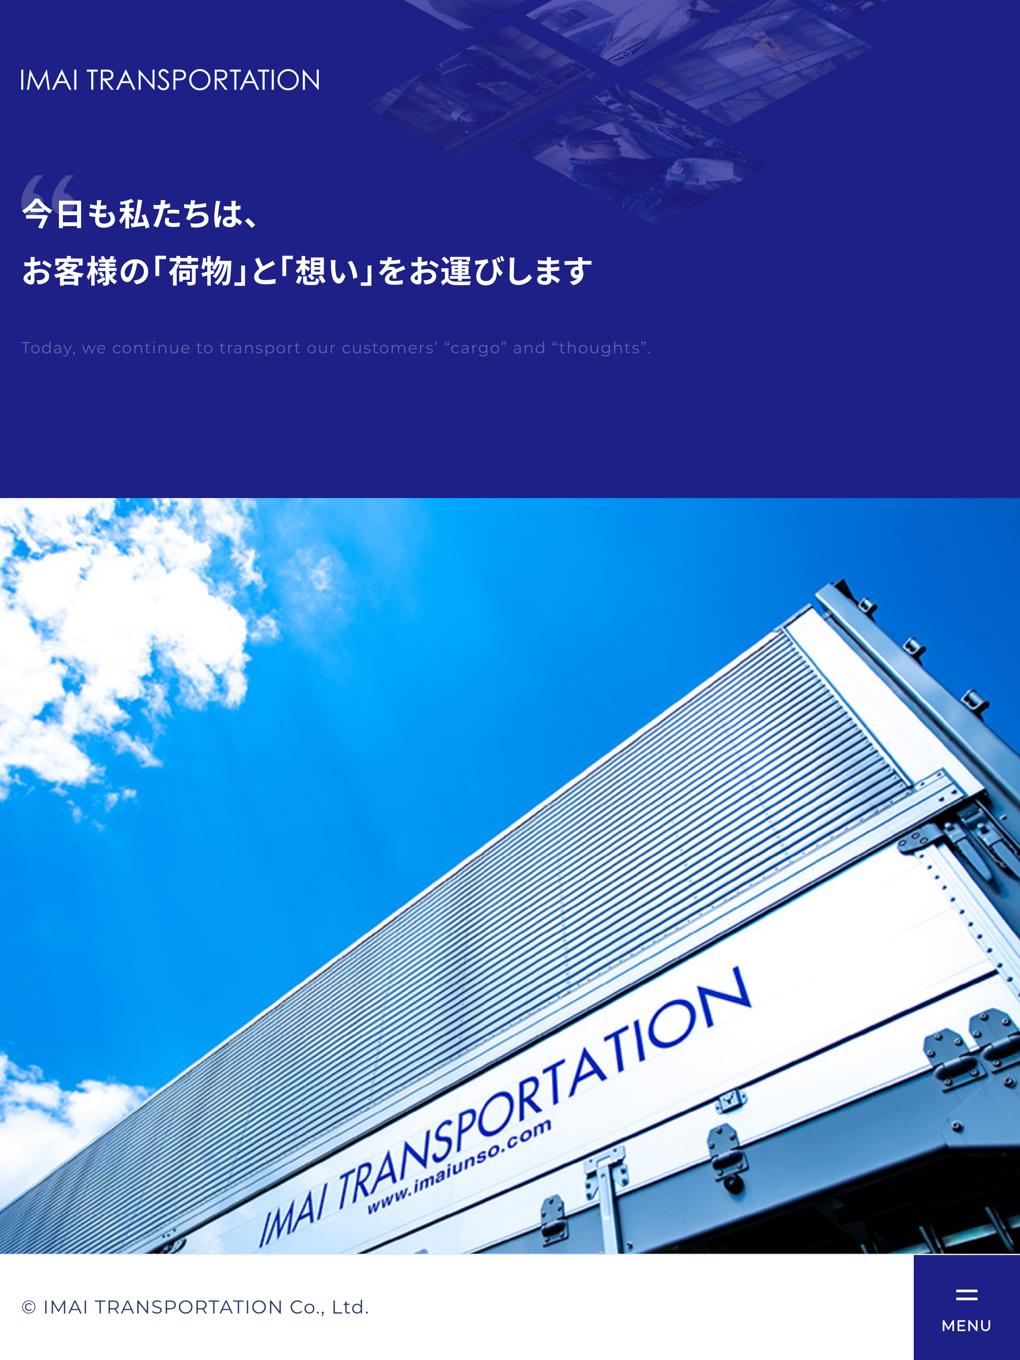 IMAI TRANSPORTATION
今日も私たちは、
お客様の「荷物」と「想い」をお運びします
Today, we continue to transport our customers’ “cargo” and “thoughts”.
IMAI TRANSPORTATION
www.imaiunso.com
© IMAI TRANSPORTATION Co., Ltd.
MENU